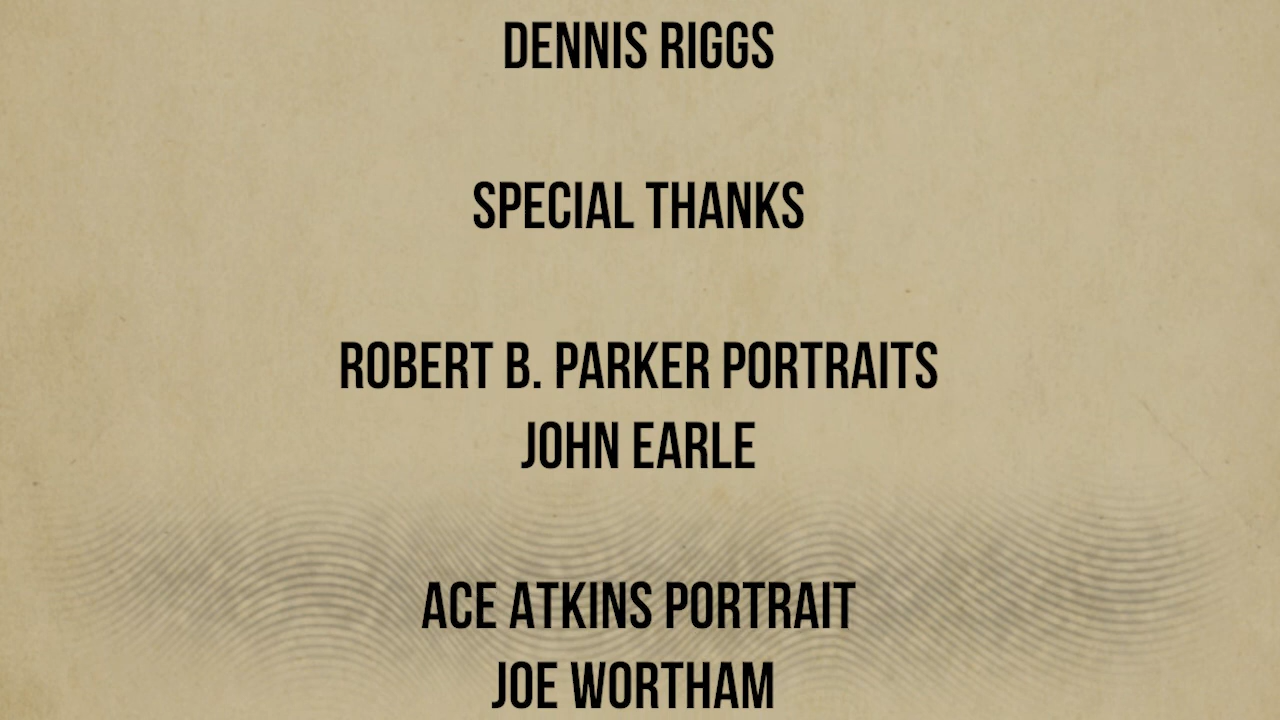 DENNIS RIGGS
SPECIAL THANKS
ROBERT B. PARKER PORTRAITS
JOHN EARLE
ACE ATKINS PORTRAIT
JOE WORTHAM